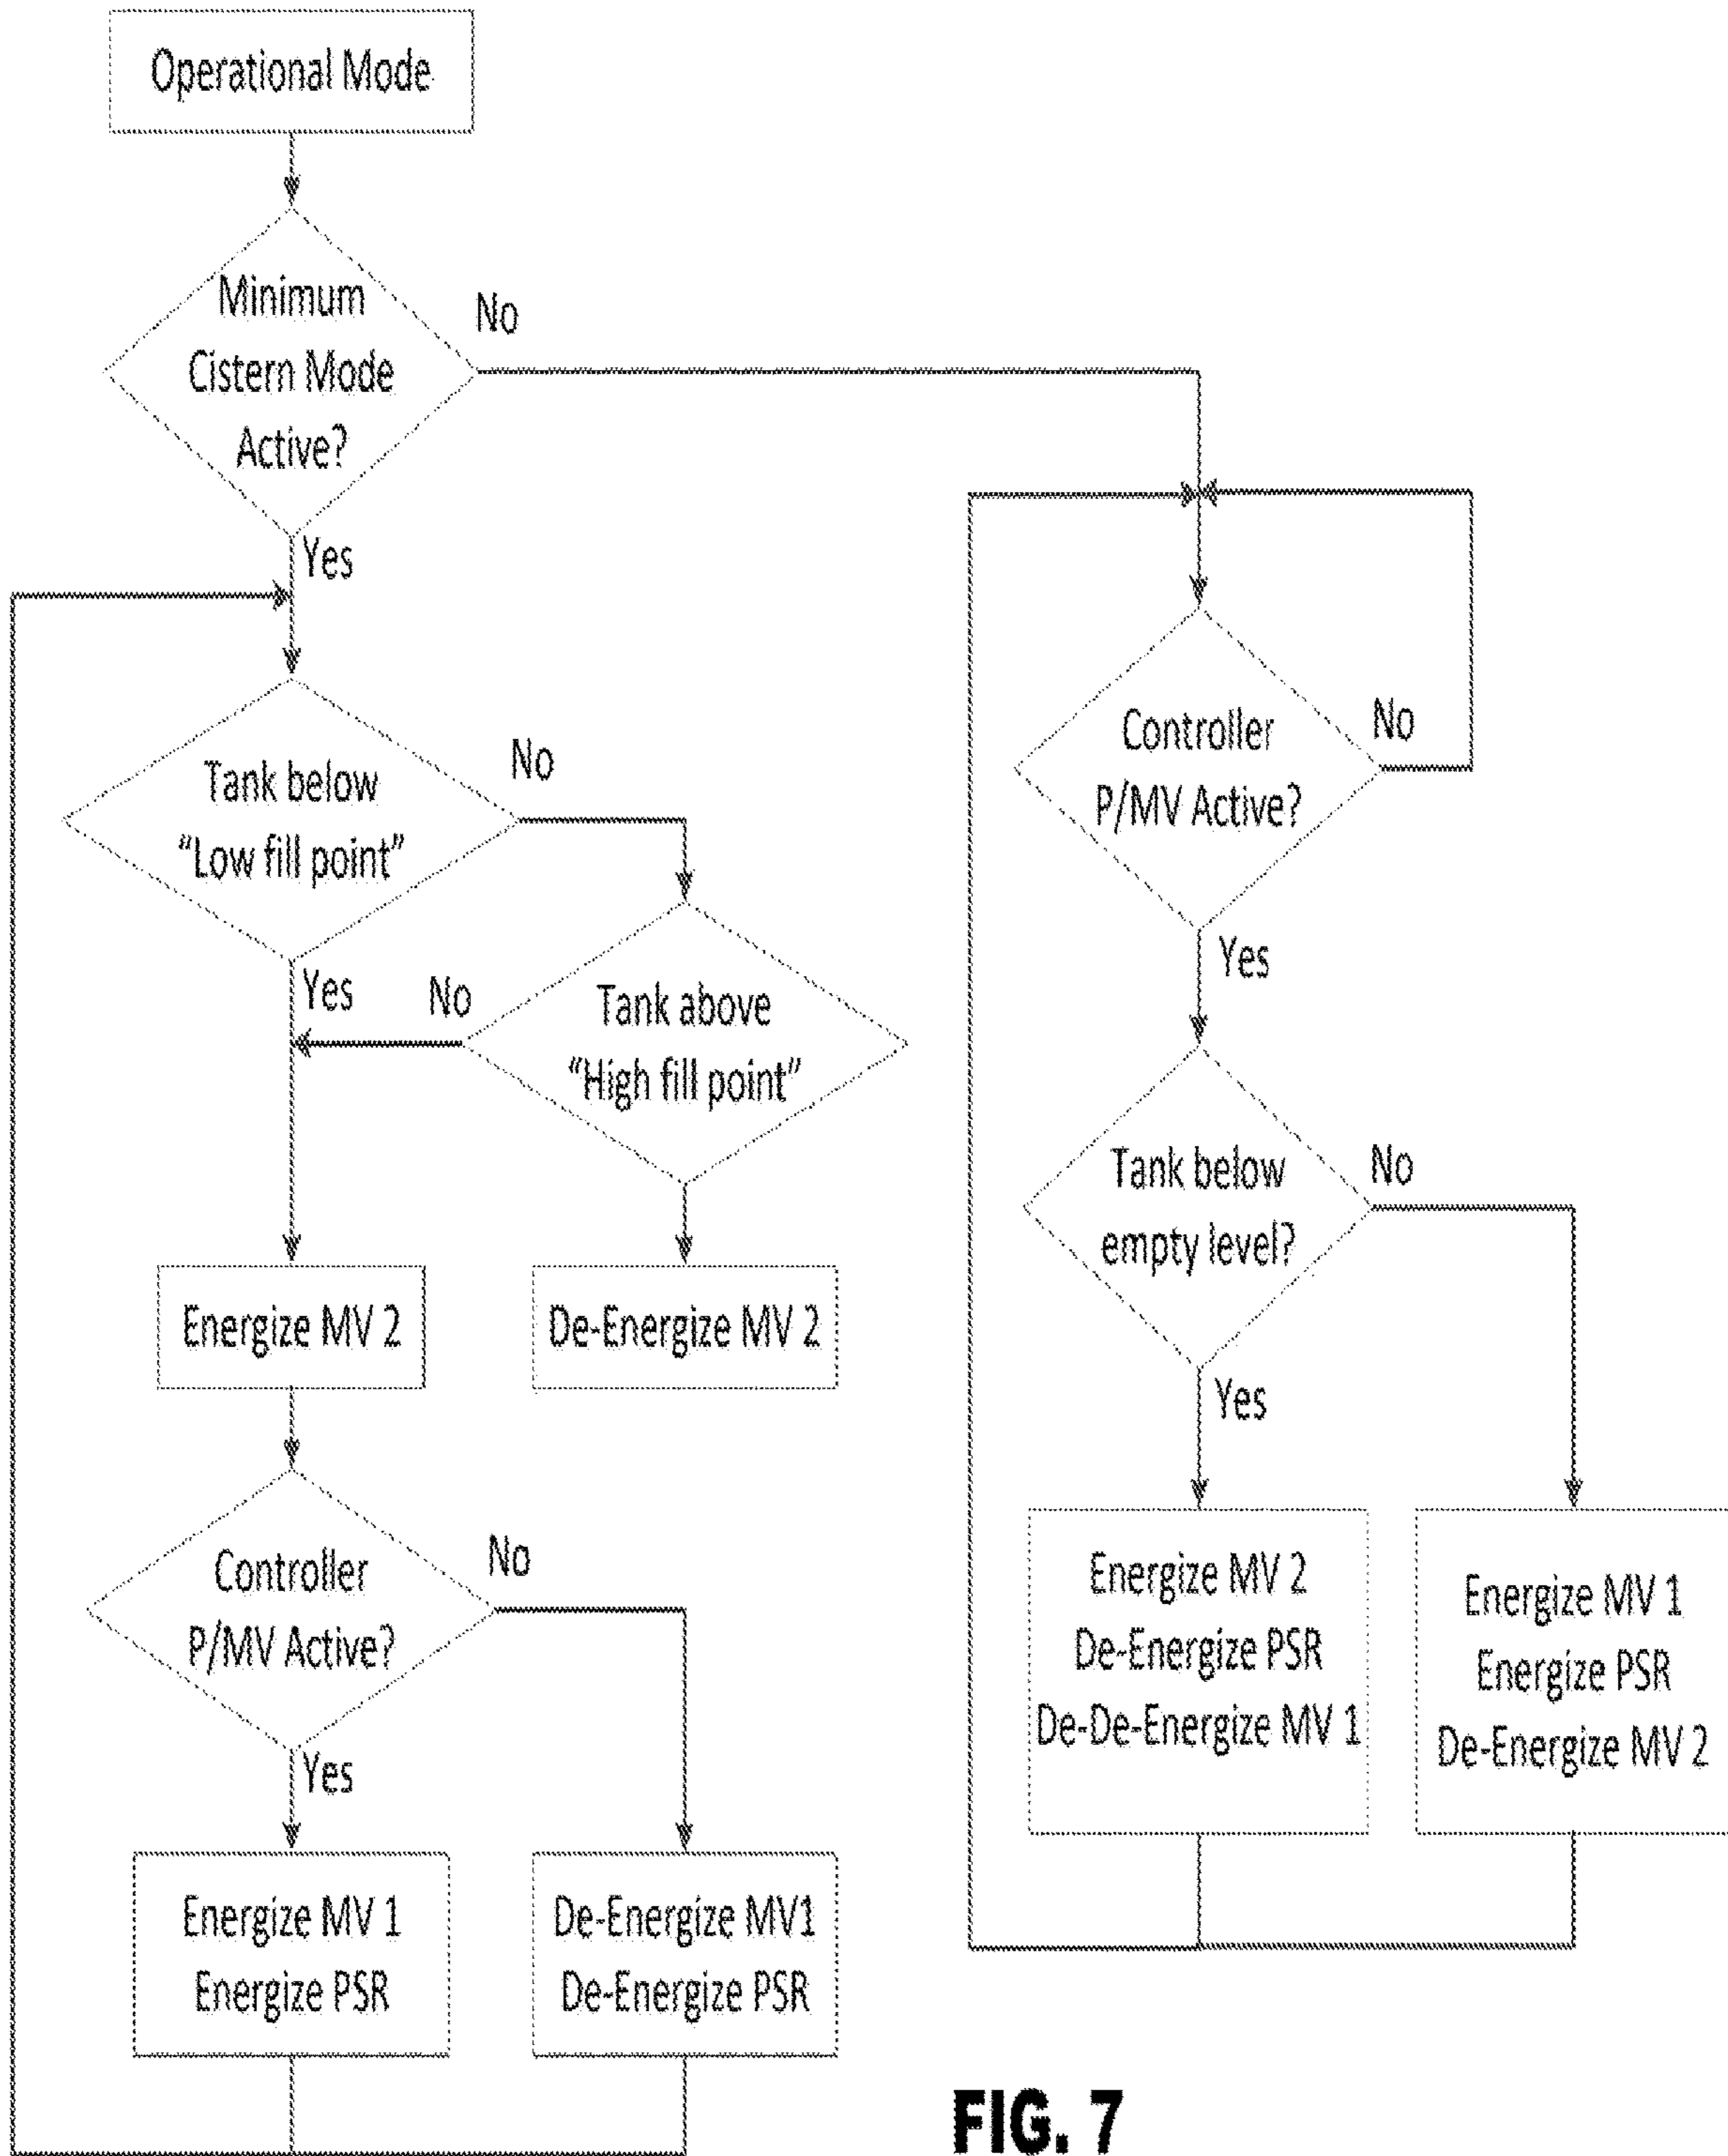 Operational Mode
Minimum
Cistern Mode
Active?
No
Yes
Tank below
“Low fill point”
No
Yes
No
Tank above
“High fill point”
Energize MV 2
De-Energize MV 2
Controller
P/MV Active?
No
Yes
Energize MV 1
Energize PSR
De-Energize MV1
De-Energize PSR
Controller
P/MV Active?
No
Yes
Tank below
empty level?
No
Yes
Energize MV 2
De-Energize PSR
De-De-Energize MV 1
Energize MV 1
Energize PSR
De-Energize MV 2
FIG. 7